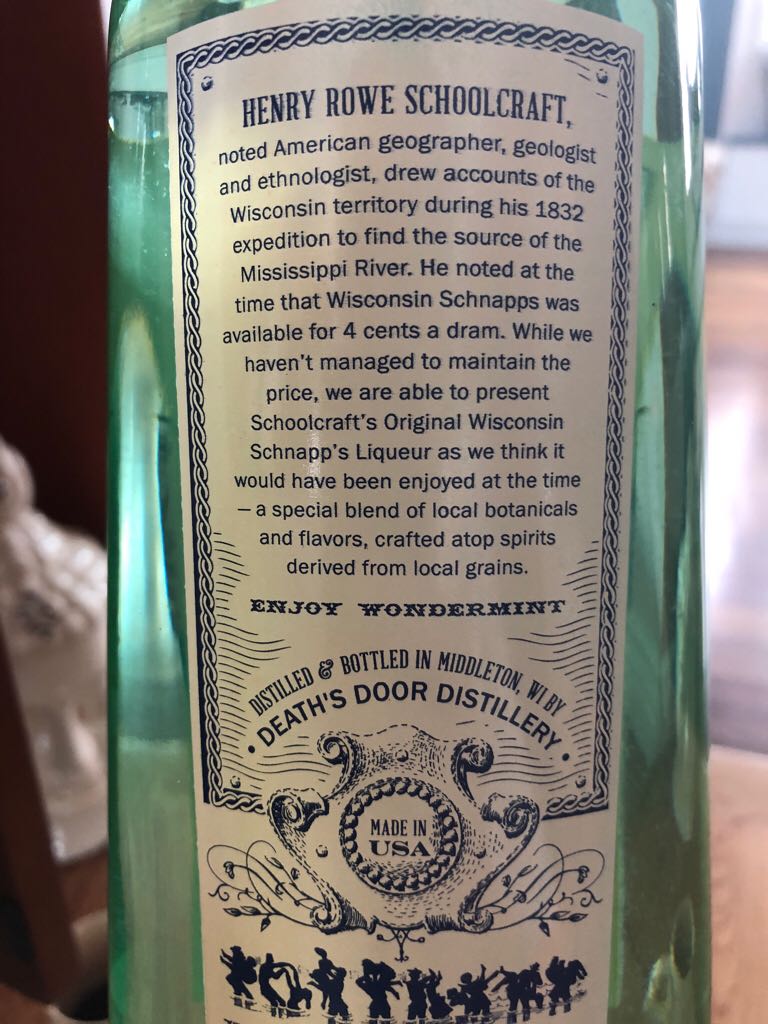 HENRY ROWE SCHOOLCRAFT,
noted American geographer, geologist
and ethnologist, drew accounts of the
Wisconsin territory during his 1832
expedition to find the source of the
Mississippi River. He noted at the
time that Wisconsin Schnapps was
available for 4 cents a dram. While we
haven't managed to maintain the
price, we are able to present
Schoolcraft's Original Wisconsin
Schnapp's Liqueur as we think it
would have been enjoyed at the time
– a special blend of local botanicals
and flavors, crafted atop spirits
derived from local grains.
ENJOY WONDERMINT
DISTILLED & BOTTLED IN MIDDLETON, WI BY
• DEATH'S DOOR DISTILLERY •
MADE IN
USA